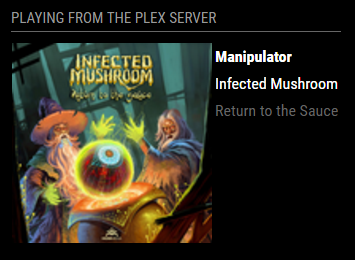 PLAYING FROM THE PLEX SERVER
INFECTED
MUSHROOM
Return to the Sauce
Manipulator
Infected Mushroom
Return to the Sauce